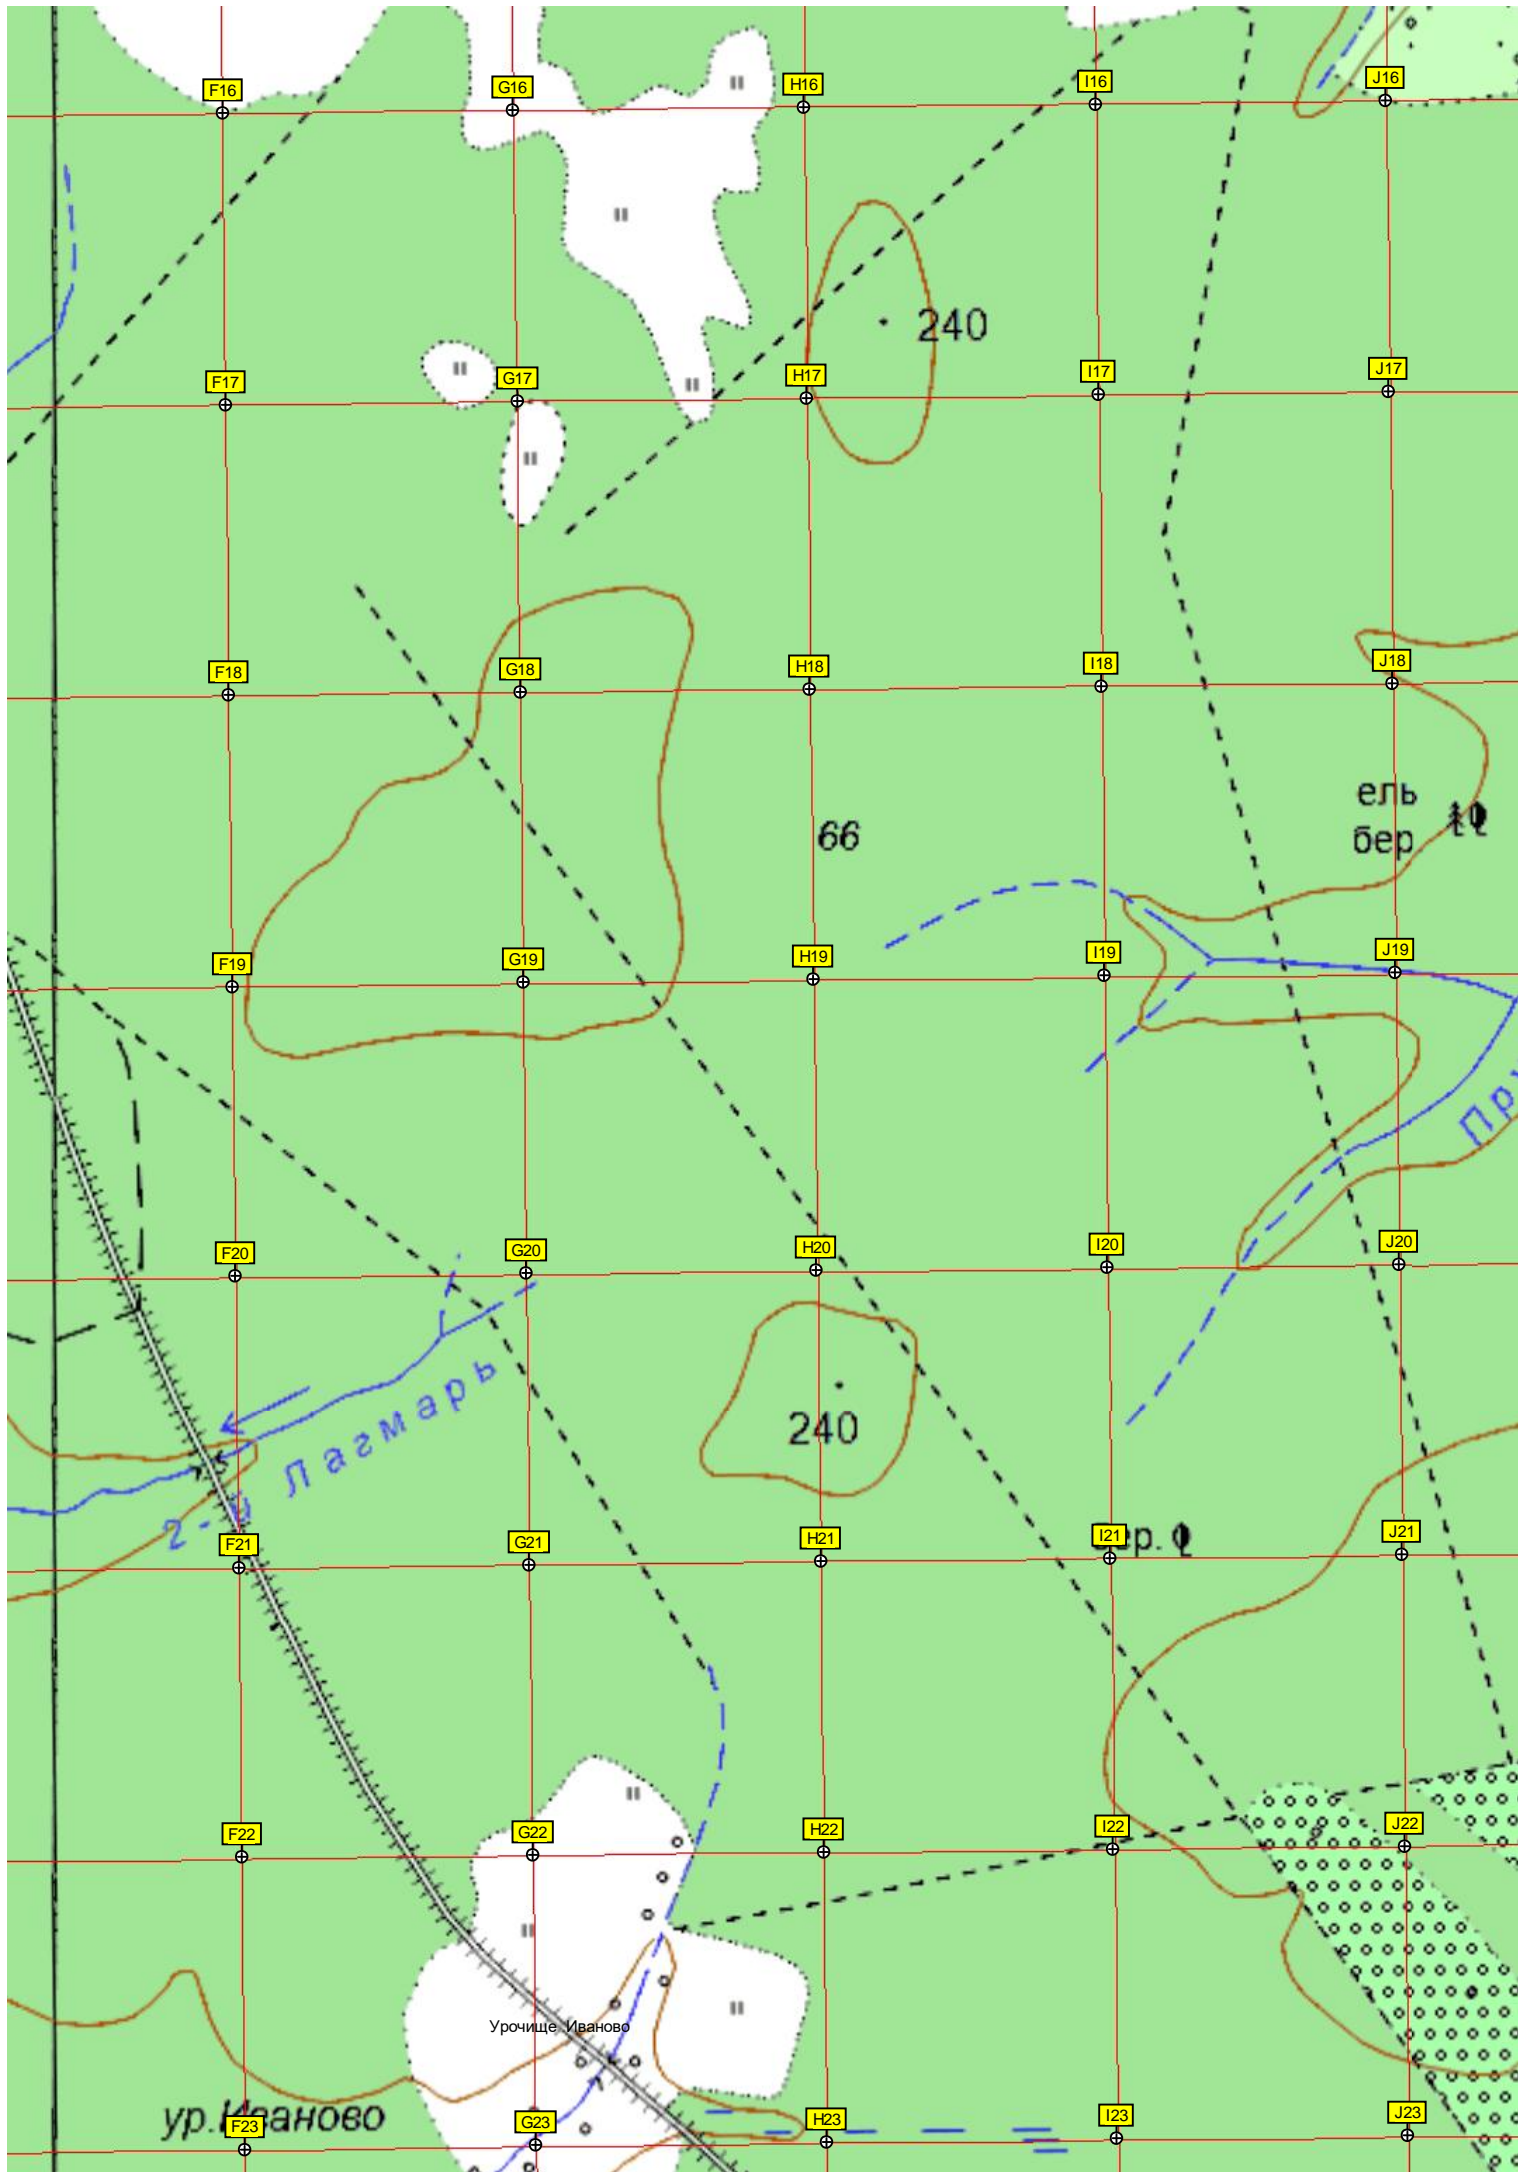 F16 G16 H16 I16 J16
240
F17 G17 H17 I17 J17
F18 G18 H18 I18 J18
ель
бер
66
F19 G19 H19 I19 J19
F20 G20 H20 I20 J20
2-й Лагмарь
240
F21 G21 H21 I21 J21
F22 G22 H22 I22 J22
Урочище Иваново
ур.Иваново
F23 G23 H23 I23 J23